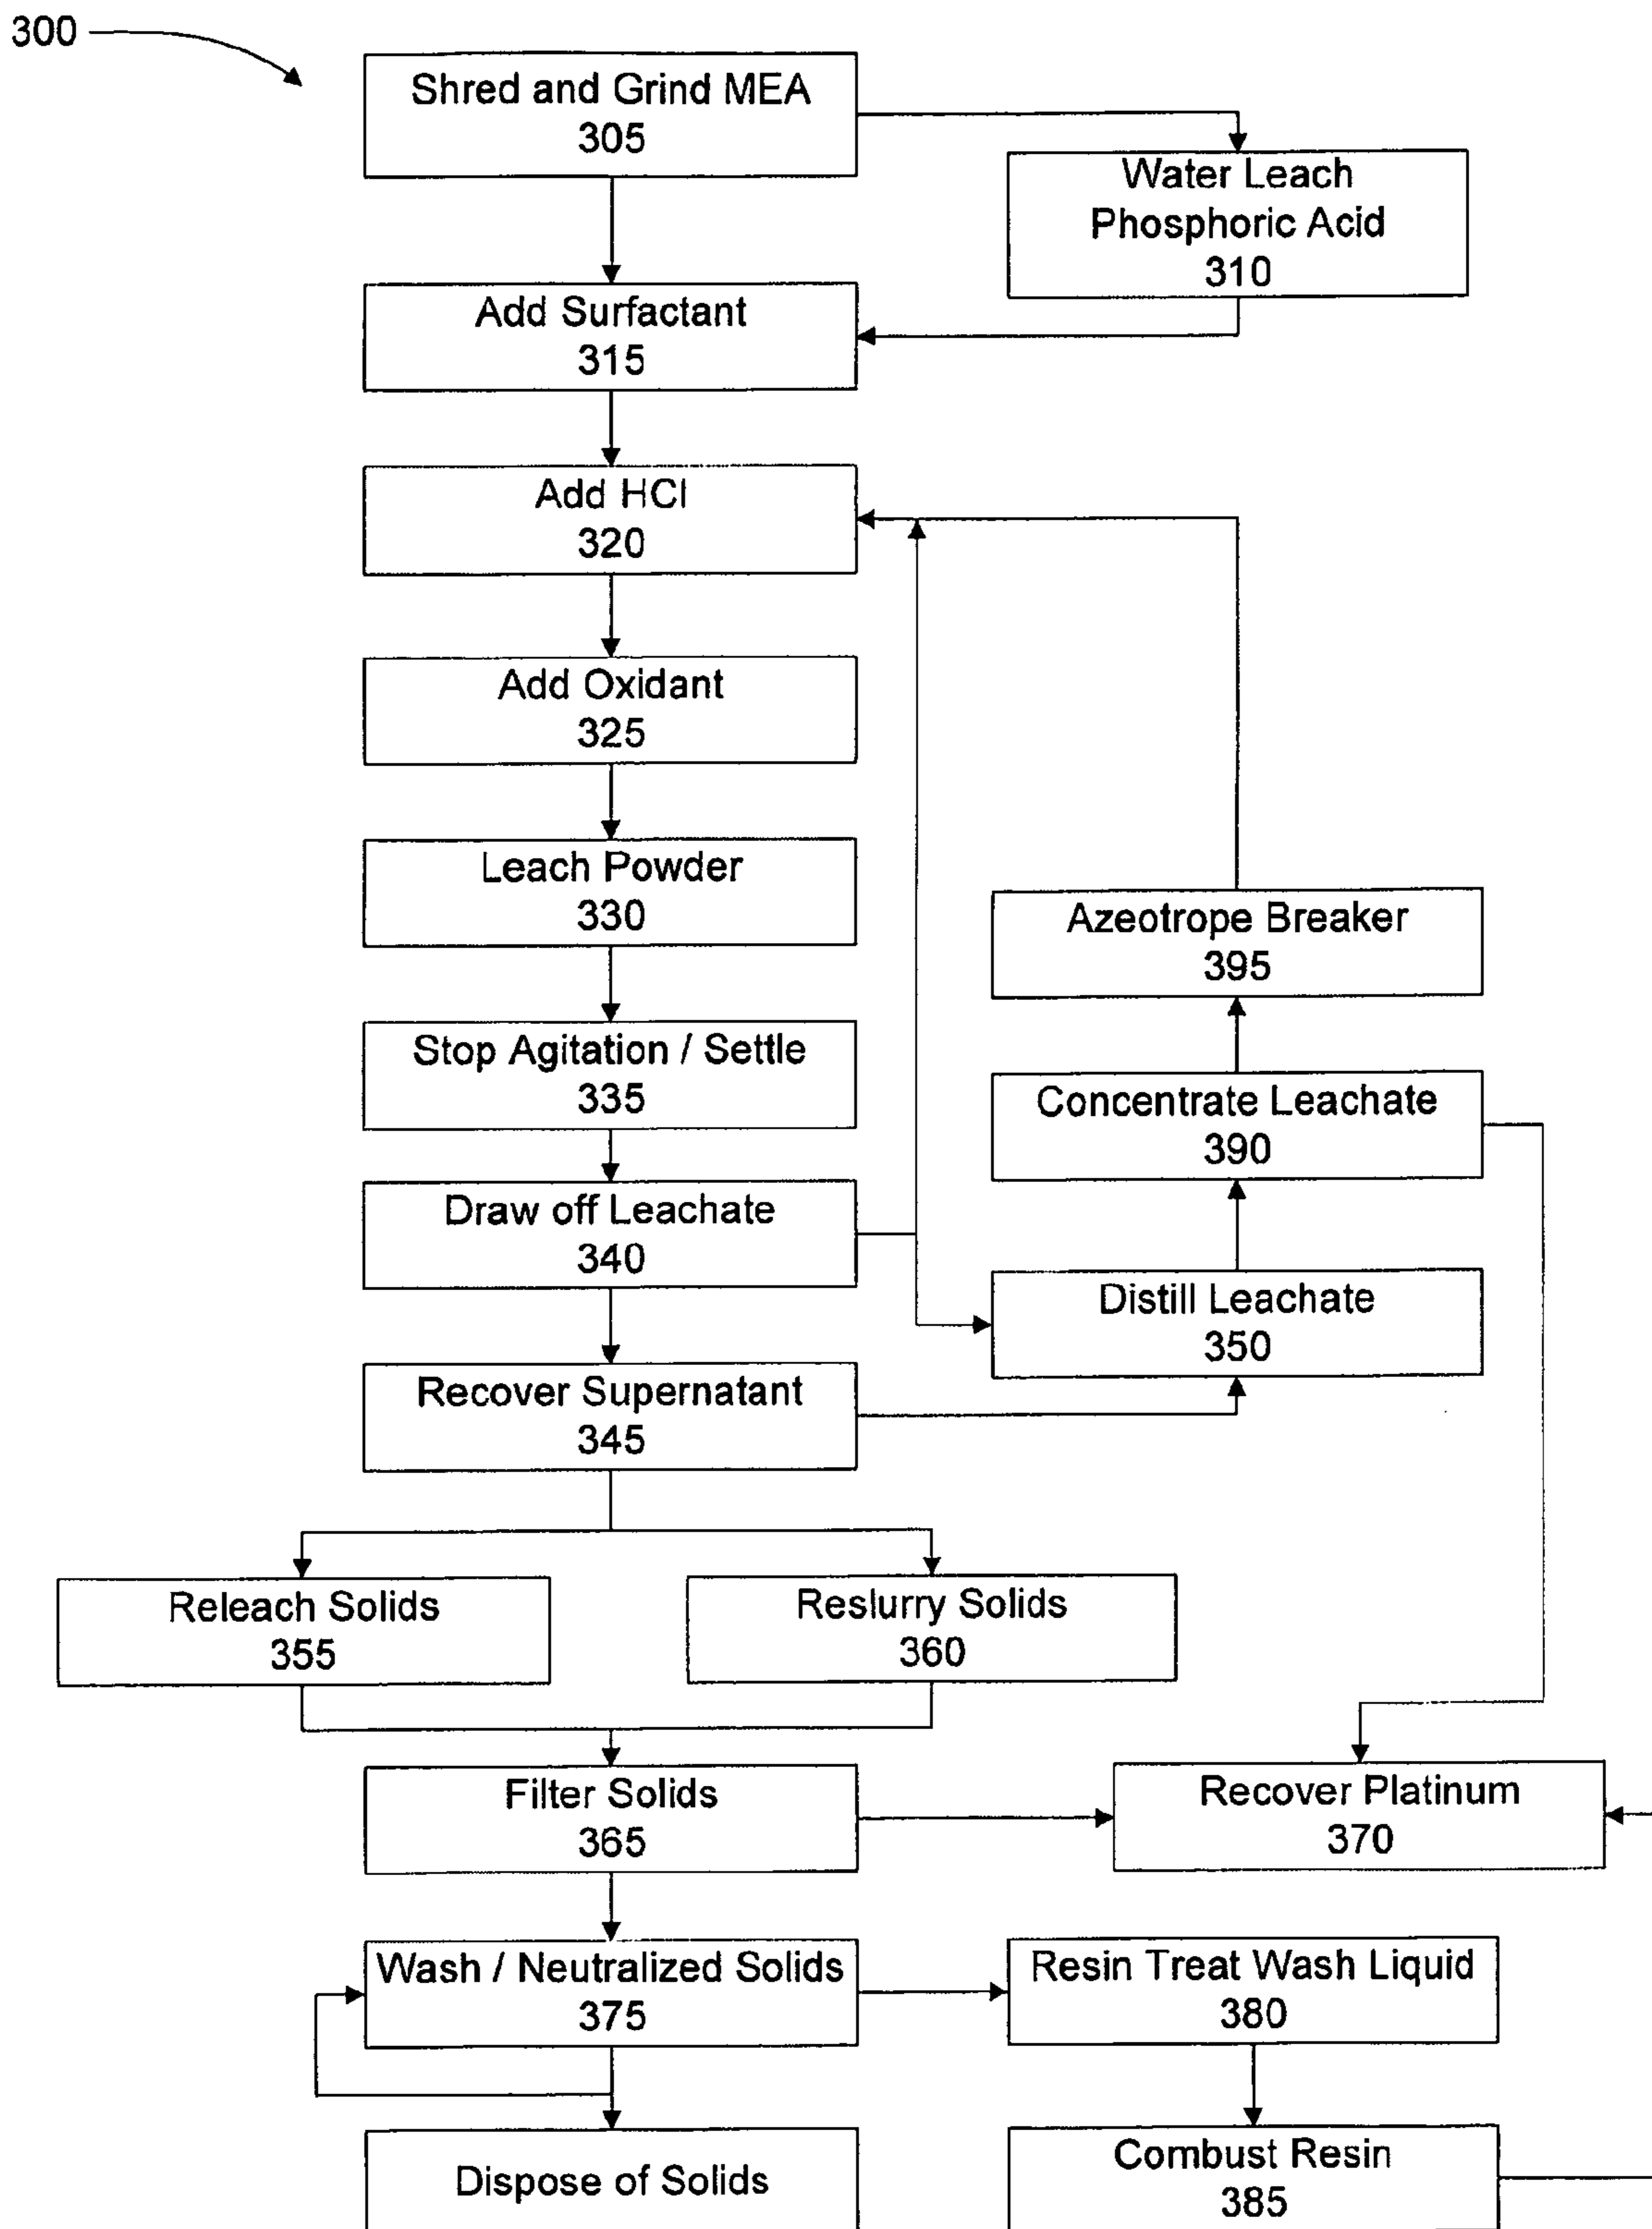 300
Shred and Grind MEA
305
Water Leach
Phosphoric Acid
310
Add Surfactant
315
Add HCl
320
Add Oxidant
325
Leach Powder
330
Azeotrope Breaker
395
Stop Agitation / Settle
335
Concentrate Leachate
390
Draw off Leachate
340
Distill Leachate
350
Recover Supernatant
345
Releach Solids
355
Reslurry Solids
360
Filter Solids
365
Recover Platinum
370
Wash / Neutralized Solids
375
Resin Treat Wash Liquid
380
Dispose of Solids
Combust Resin
385